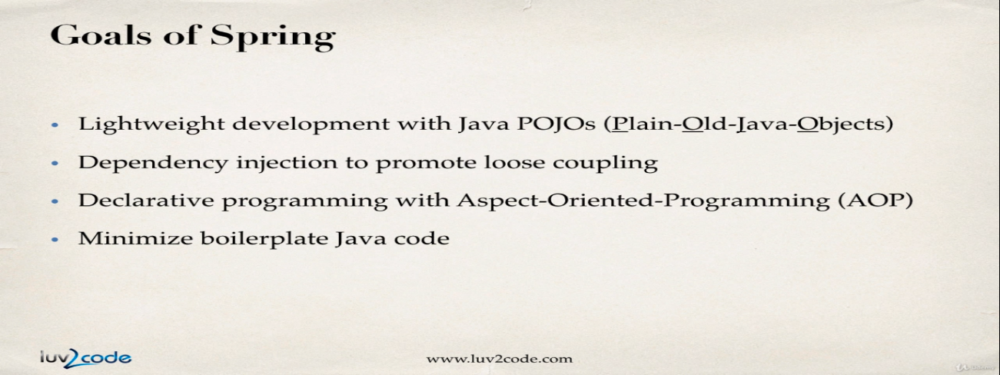 Goals of Spring
• Lightweight development with Java POJOs (Plain-Old-Java-Objects)
• Dependency injection to promote loose coupling
• Declarative programming with Aspect-Oriented-Programming (AOP)
• Minimize boilerplate Java code
luv2code
www.luv2code.com
Udemy